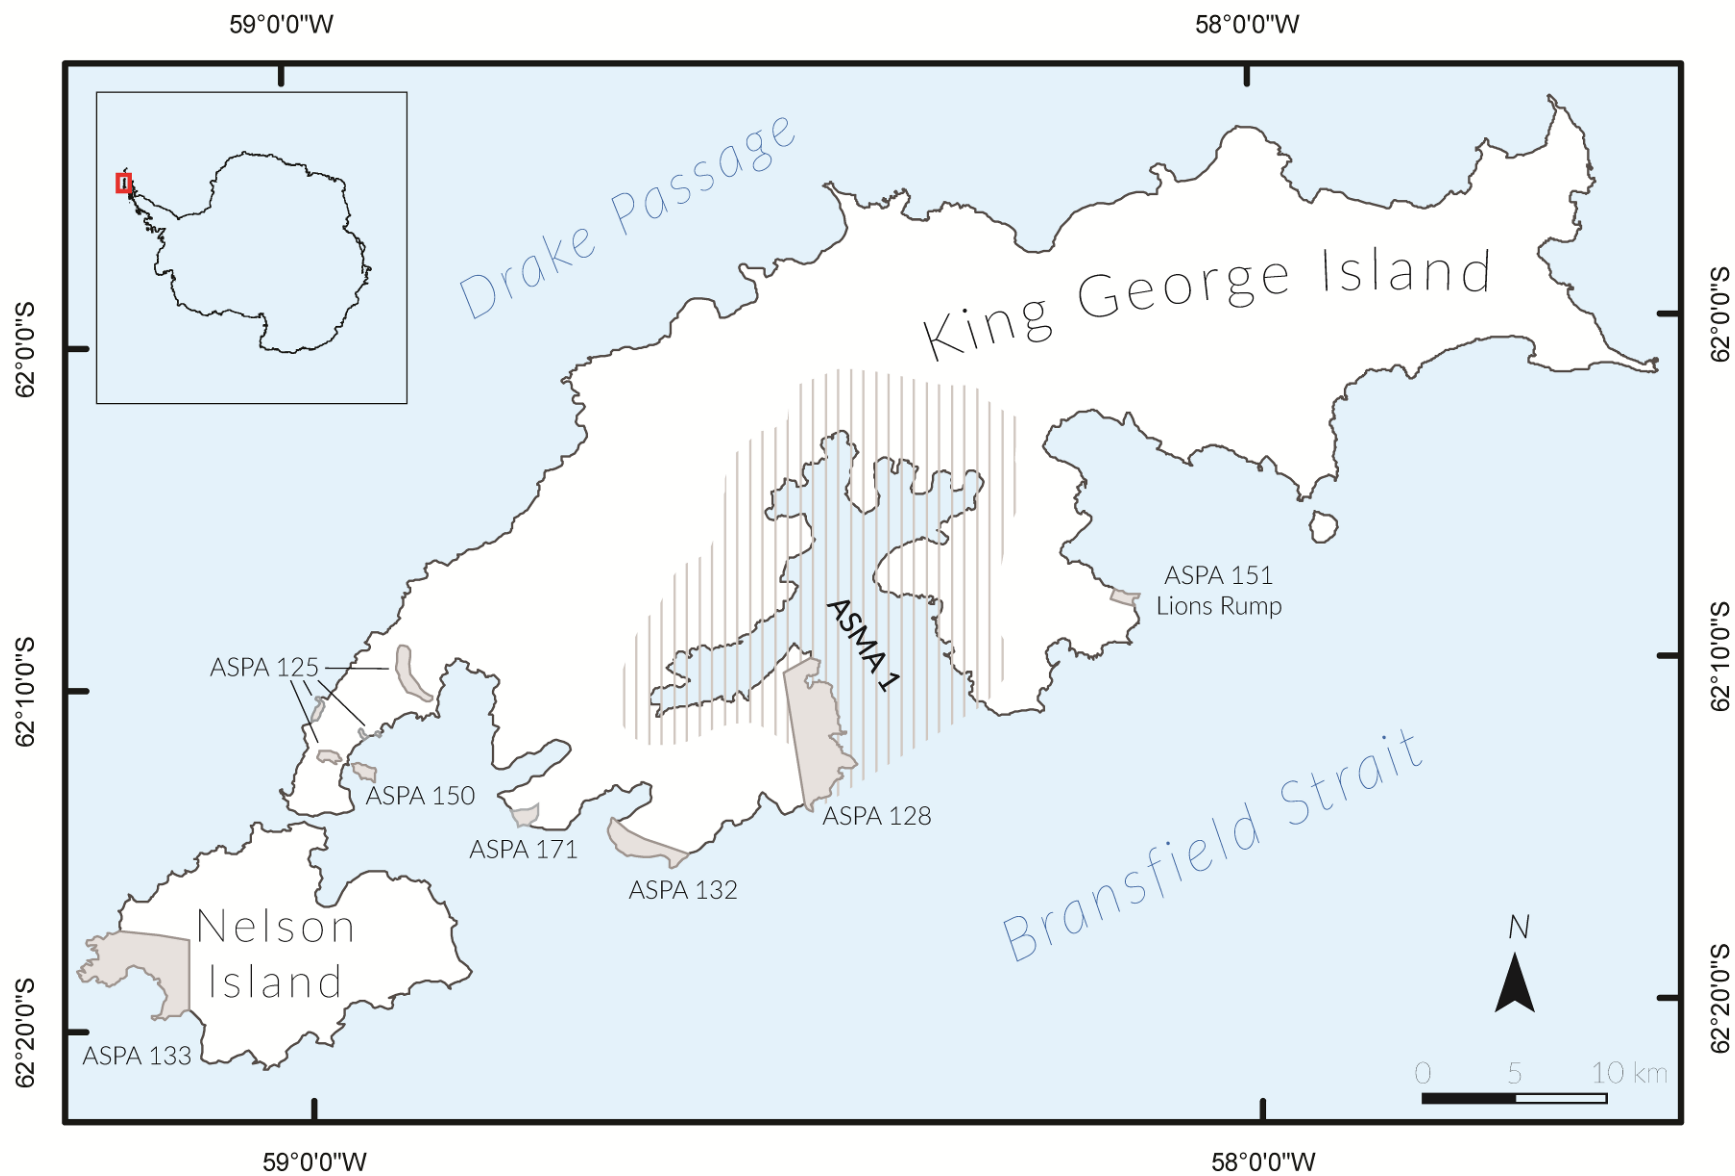 59°0'0"W
58°0'0"W
Drake Passage
King George Island
62°0'0"S
62°0'0"S
ASPA 151
Lions Rump
ASMA 1
ASPA 125
62°10'0"S
62°10'0"S
ASPA 150
ASPA 128
ASPA 171
ASPA 132
Bransfield Strait
Nelson
Island
N
62°20'0"S
62°20'0"S
ASPA 133
0 5 10 km
59°0'0"W
58°0'0"W